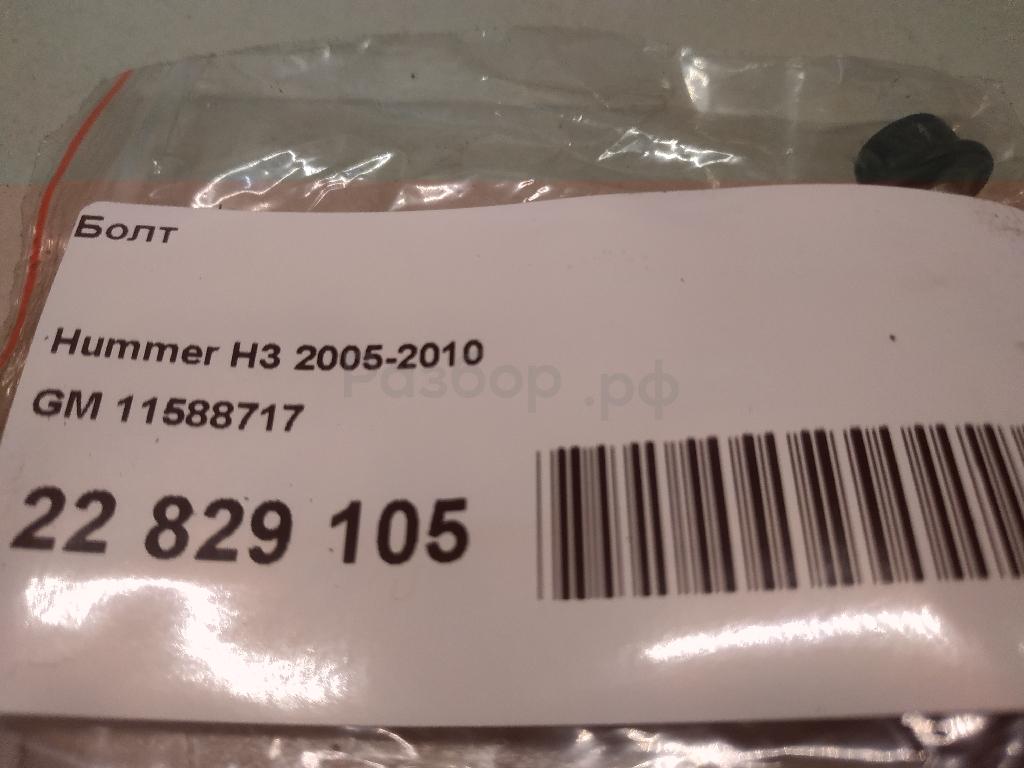 Болт
Hummer H3 2005-2010
Разбор.рф
GM 11588717
22 829 105